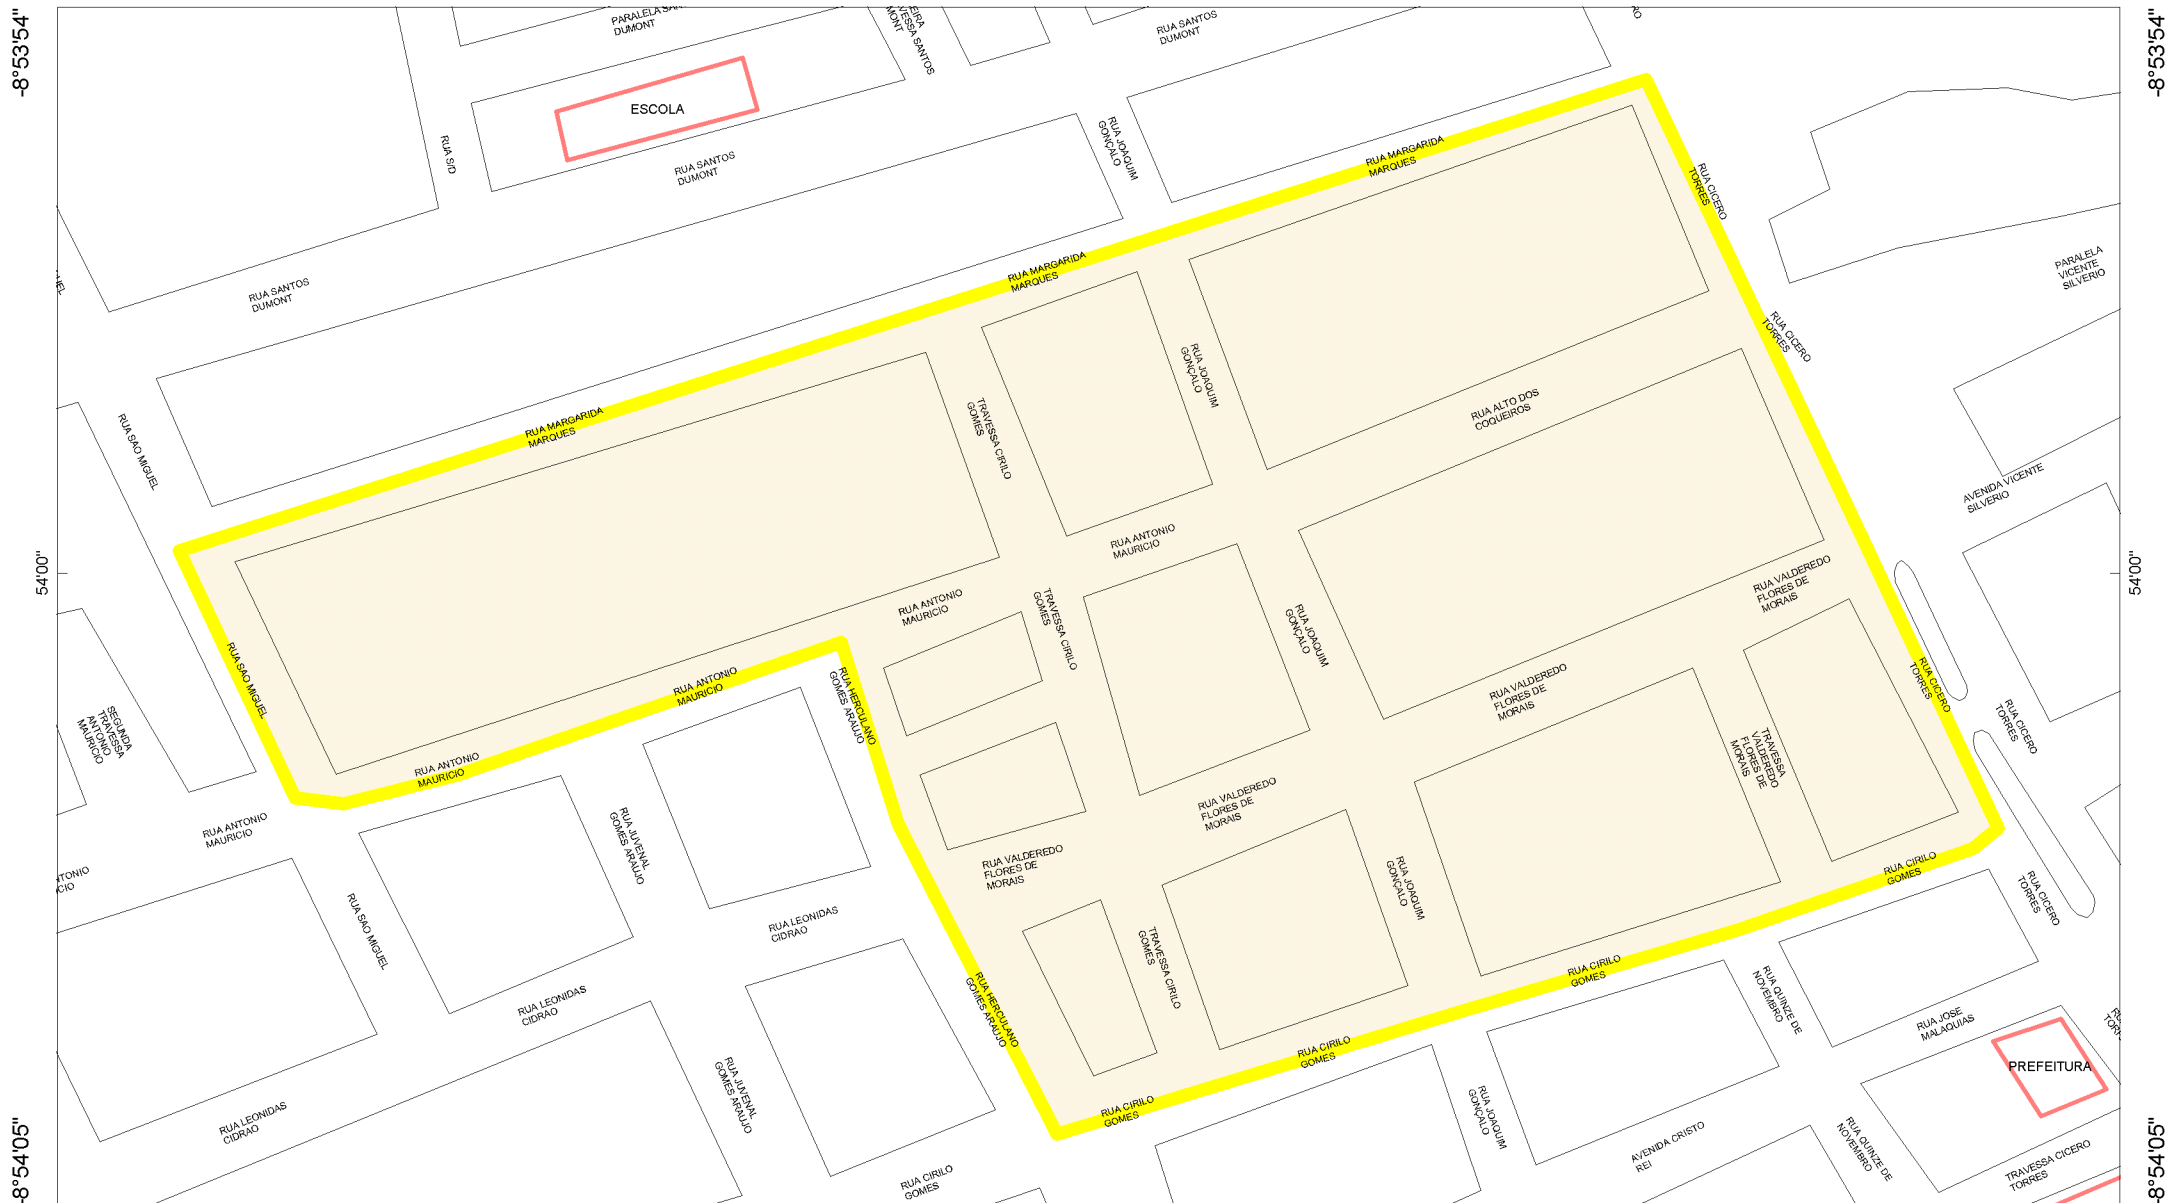 -8°53'54"
-8°53'54"
DUMONT
RUA SANTOS
DUMONT
ESCOLA
RUA S/D
RUA SANTOS
DUMONT
RUA JOAQUIM
GONÇALO
RUA MARGARIDA
MARQUES
RUA CICERO
TORRES
RUA SANTOS
DUMONT
RUA MARGARIDA
MARQUES
PARALELA
VICENTE
SILVERIO
RUA CICERO
TORRES
RUA JOAQUIM
GONÇALO
RUA SAO MIGUEL
RUA MARGARIDA
MARQUES
TRAVESSA CIRILO
GOMES
RUA ALTO DOS
COQUEIROS
AVENIDA VICENTE
SILVERIO
RUA ANTONIO
MAURICIO
54'00"
54'00"
RUA ANTONIO
MAURICIO
TRAVESSA CIRILO
GOMES
RUA JOAQUIM
GONÇALO
RUA VALDEREDO
FLORES DE
MORAIS
RUA SAO MIGUEL
RUA ANTONIO
MAURICIO
RUA HERCULANO
GOMES ARAUJO
RUA VALDEREDO
FLORES DE
MORAIS
RUA CICERO
TORRES
RUA CICERO
TORRES
SEGUNDA
TRAVESSA
ANTONIO
MAURICIO
RUA ANTONIO
MAURICIO
TRAVESSA
VALDEREDO
FLORES DE
MORAIS
RUA ANTONIO
MAURICIO
RUA JUVENAL
GOMES ARAUJO
RUA VALDEREDO
FLORES DE
MORAIS
RUA VALDEREDO
FLORES DE
MORAIS
RUA JOAQUIM
GONÇALO
RUA CIRILO
GOMES
RUA CICERO
TORRES
RUA SAO MIGUEL
RUA LEONIDAS
CIDRAO
TRAVESSA CIRILO
GOMES
RUA CIRILO
GOMES
RUA QUINZE DE
NOVEMBRO
RUA LEONIDAS
CIDRAO
RUA HERCULANO
GOMES ARAUJO
RUA JOSE
MALAQUIAS
RUA CIRILO
GOMES
PREFEITURA
RUA JUVENAL
GOMES ARAUJO
RUA LEONIDAS
CIDRAO
RUA CIRILO
GOMES
RUA JOAQUIM
GONÇALO
AVENIDA CRISTO
REI
RUA QUINZE DE
NOVEMBRO
TRAVESSA CICERO
TORRES
RUA CIRILO
GOMES
-8°54'05"
-8°54'05"